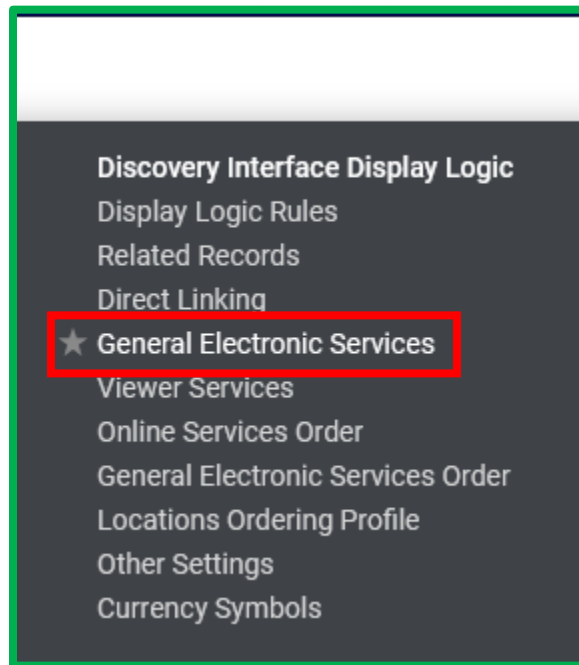 Discovery Interface Display Logic
Display Logic Rules
Related Records
Direct Linking
General Electronic Services
Viewer Services
Online Services Order
General Electronic Services Order
Locations Ordering Profile
Other Settings
Currency Symbols